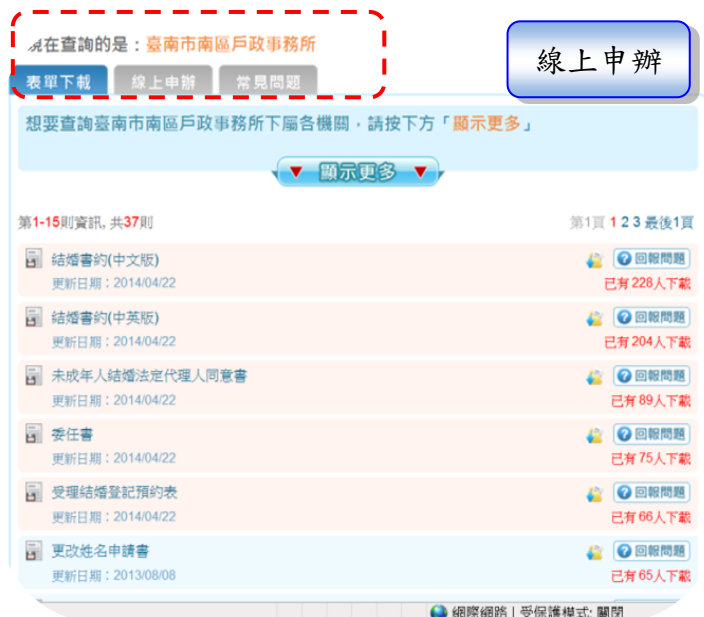 現在查詢的是：臺南市南區戶政事務所
線上申辦
表單下載 線上申辦 常見問題
想要查詢臺南市南區戶政事務所下屬各機關，請按下方「顯示更多」
▼ 顯示更多 ▼
第1-15則資訊, 共37則
第1頁 1 2 3 最後1頁
結婚書約(中文版)
回報問題
更新日期：2014/04/22
已有228人下載
結婚書約(中英版)
回報問題
更新日期：2014/04/22
已有204人下載
未成年人結婚法定代理人同意書
回報問題
更新日期：2014/04/22
已有89人下載
委任書
回報問題
更新日期：2014/04/22
已有75人下載
受理結婚登記預約表
回報問題
更新日期：2014/04/22
已有66人下載
更改姓名申請書
回報問題
更新日期：2013/08/08
已有65人下載
網際網路 | 受保護模式: 關閉